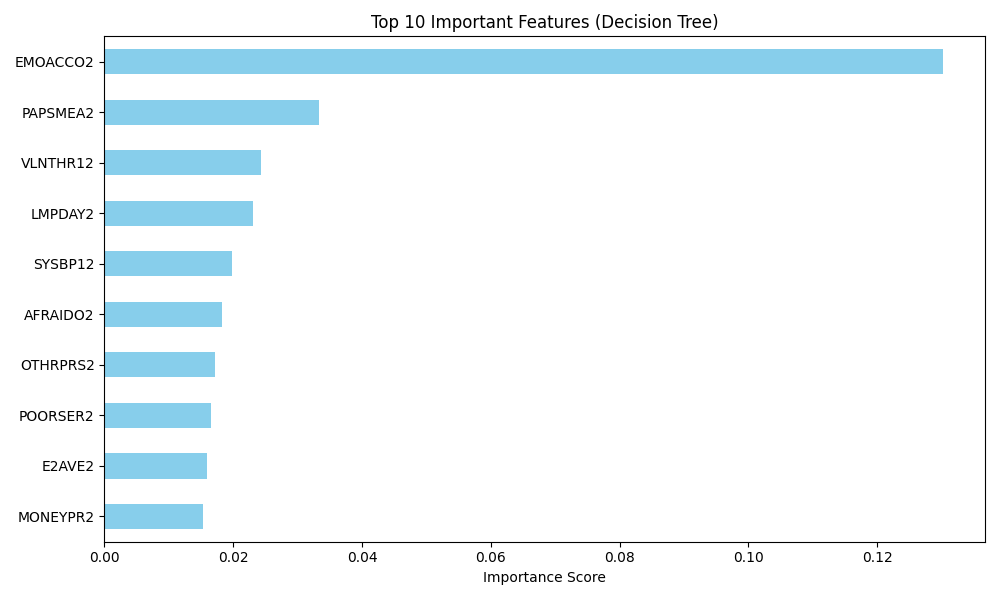 Top 10 Important Features (Decision Tree)
EMOACCO2
PAPSMEA2
VLNTHR12
LMPDAY2
SYSBP12
AFRAIDO2
OTHRPRS2
POORSER2
E2AVE2
MONEYPR2
0.00 0.02 0.04 0.06 0.08 0.10 0.12
Importance Score